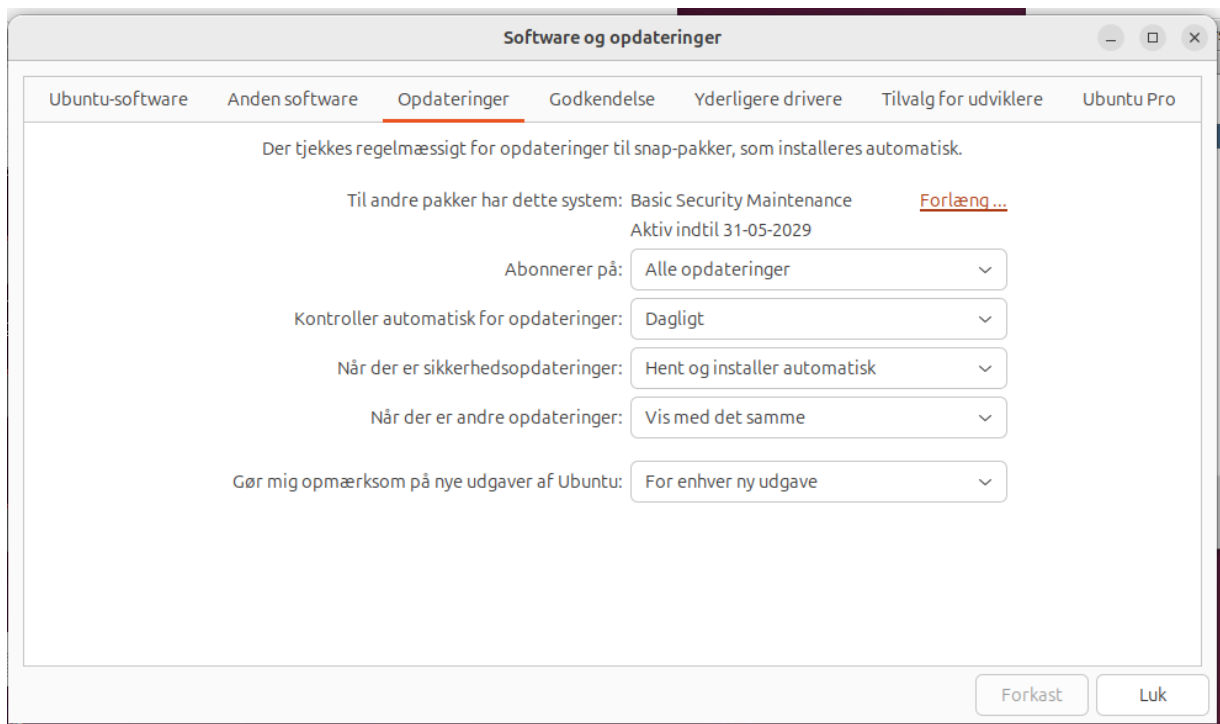 Software og opdateringer
Ubuntu-software Anden software Opdateringer Godkendelse Yderligere drivere Tilvalg for udviklere Ubuntu Pro
Der tjekkes regelmæssigt for opdateringer til snap-pakker, som installeres automatisk.
Til andre pakker har dette system: Basic Security Maintenance Forlæng ...
Aktiv indtil 31-05-2029
Abonnerer på: Alle opdateringer
Kontroller automatisk for opdateringer: Dagligt
Når der er sikkerhedsopdateringer: Hent og installer automatisk
Når der er andre opdateringer: Vis med det samme
Gør mig opmærksom på nye udgaver af Ubuntu: For enhver ny udgave
Forkast Luk